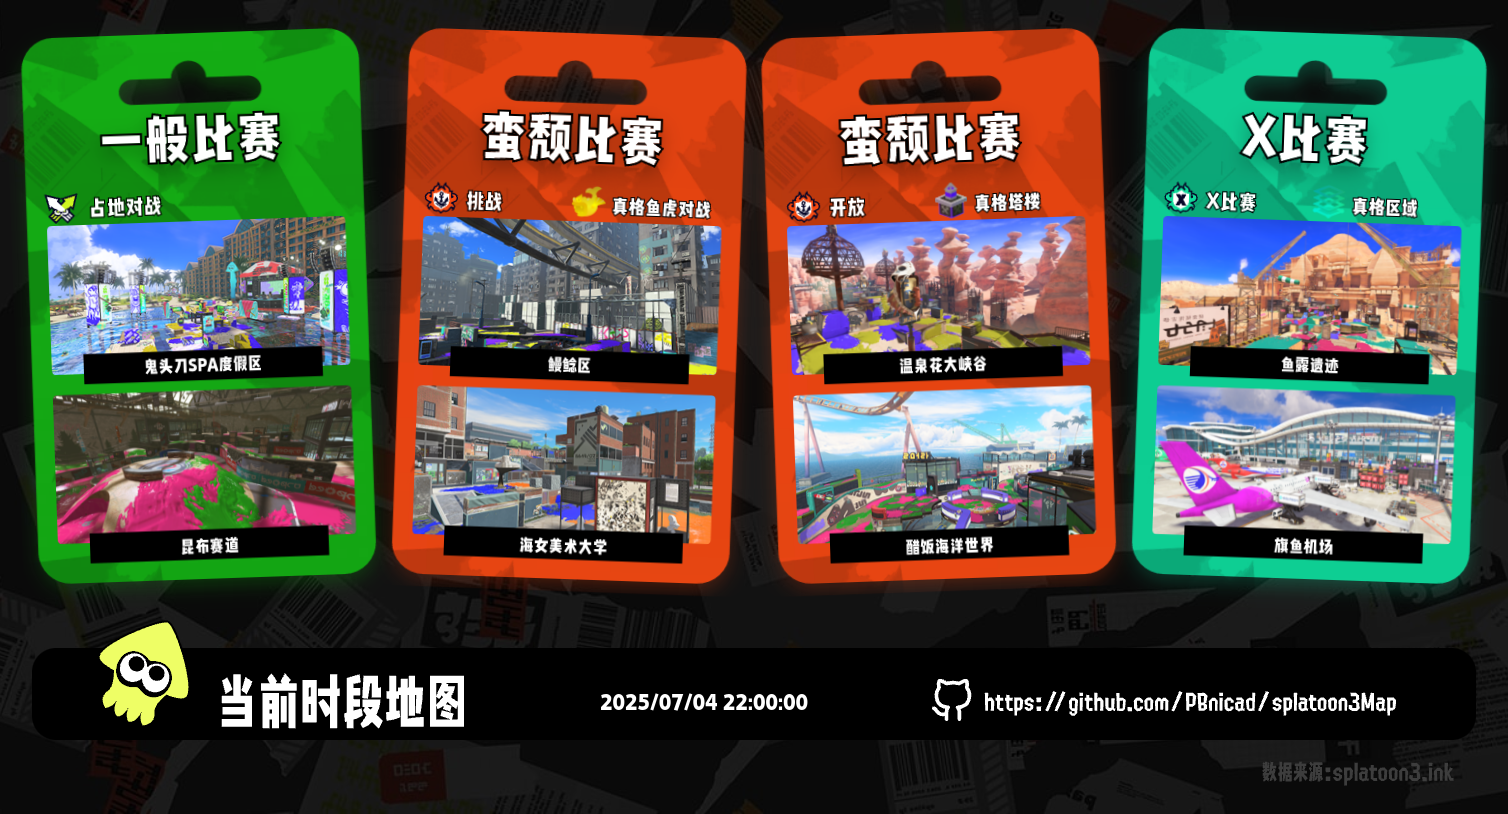 一般比赛
占地对战
鬼头刀SPA度假区
昆布赛道
蛮颓比赛
挑战
真格鱼虎对战
鳗鲶区
海女美术大学
蛮颓比赛
开放
真格塔楼
温泉花大峡谷
醋饭海洋世界
X比赛
X比赛
真格区域
鱼露遗迹
旗鱼机场
当前时段地图
2025/07/04 22:00:00
https://github.com/PBnicad/splatoon3Map
数据来源:splatoon3.ink